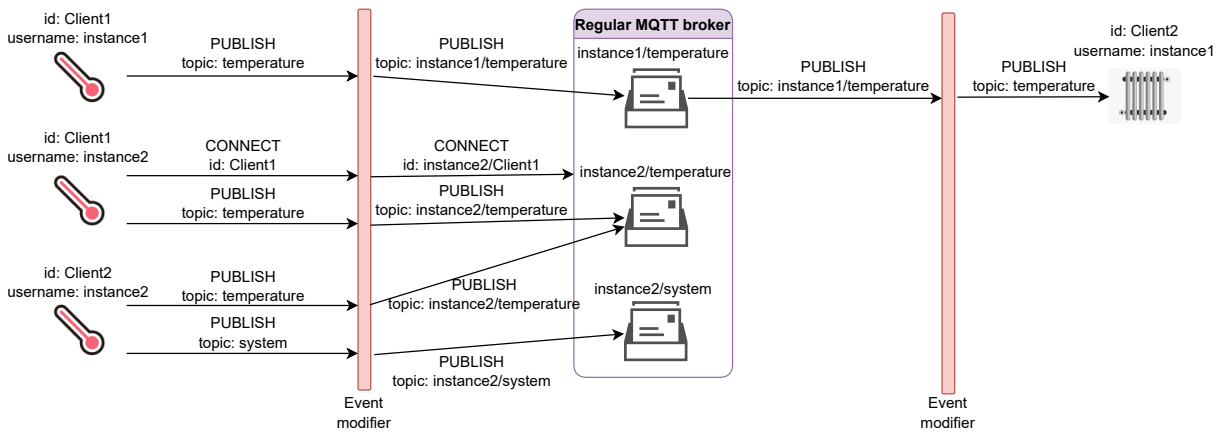 id: Client1
username: instance1
PUBLISH
topic: temperature
PUBLISH
topic: instance1/temperature
Regular MQTT broker
instance1/temperature
PUBLISH
topic: instance1/temperature
PUBLISH
topic: temperature
id: Client2
username: instance1
id: Client1
username: instance2
CONNECT
id: Client1
CONNECT
id: instance2/Client1
PUBLISH
topic: temperature
PUBLISH
topic: instance2/temperature
instance2/temperature
id: Client2
username: instance2
PUBLISH
topic: temperature
PUBLISH
topic: instance2/temperature
PUBLISH
topic: system
PUBLISH
topic: instance2/system
instance2/system
Event
modifier
Event
modifier